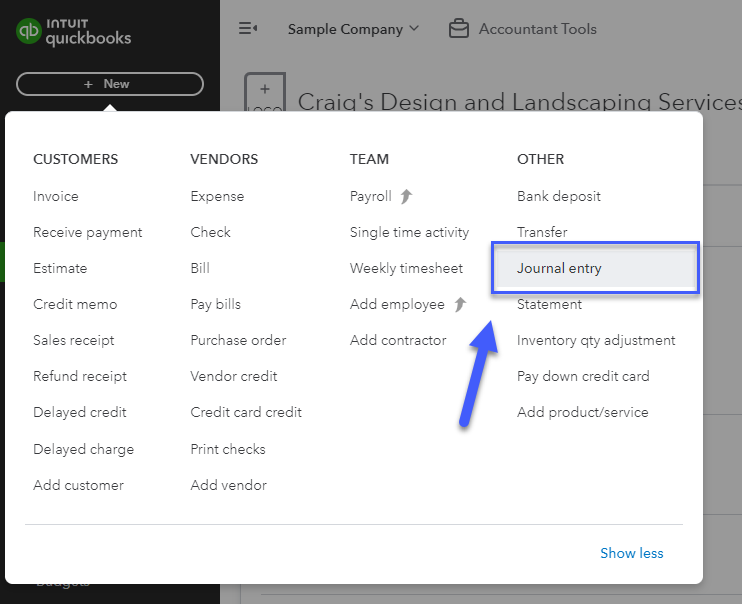 INTUIT
quickbooks
Sample Company
Accountant Tools
+ New
+
LOGO
Craig's Design and Landscaping Services
CUSTOMERS
Invoice
Receive payment
Estimate
Credit memo
Sales receipt
Refund receipt
Delayed credit
Delayed charge
Add customer
VENDORS
Expense
Check
Bill
Pay bills
Purchase order
Vendor credit
Credit card credit
Print checks
Add vendor
TEAM
Payroll
Single time activity
Weekly timesheet
Add employee
Add contractor
OTHER
Bank deposit
Transfer
Journal entry
Statement
Inventory qty adjustment
Pay down credit card
Add product/service
Show less
Budgets